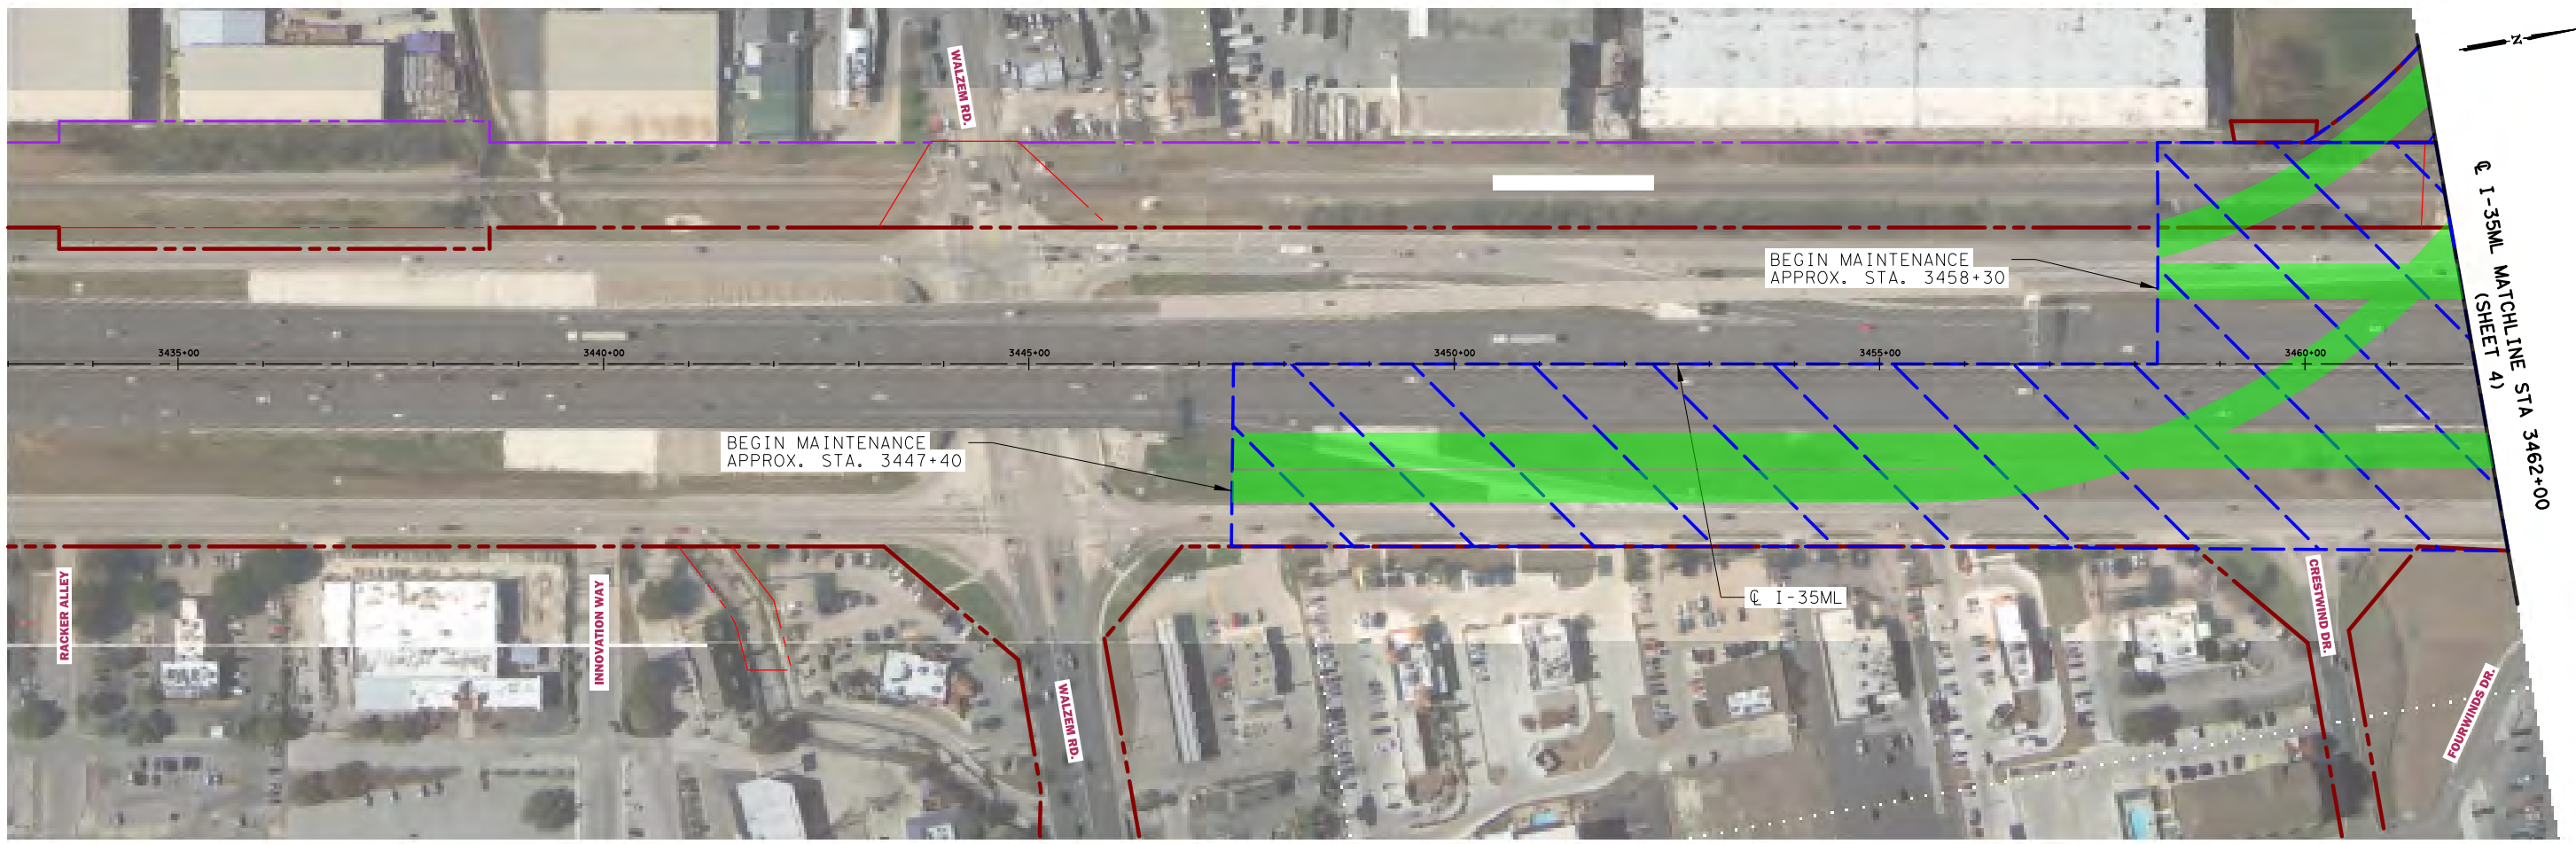 WALZEM RD.
N
BEGIN MAINTENANCE
APPROX. STA. 3458+30
℄ I-35ML MATCHLINE STA 3462+00
(SHEET 4)
3435+00
3440+00
3445+00
3450+00
3455+00
3460+00
BEGIN MAINTENANCE
APPROX. STA. 3447+40
℄ I-35ML
RACKER ALLEY
INNOVATION WAY
WALZEM RD.
CRESTWIND DR.
FOURWINDS DR.